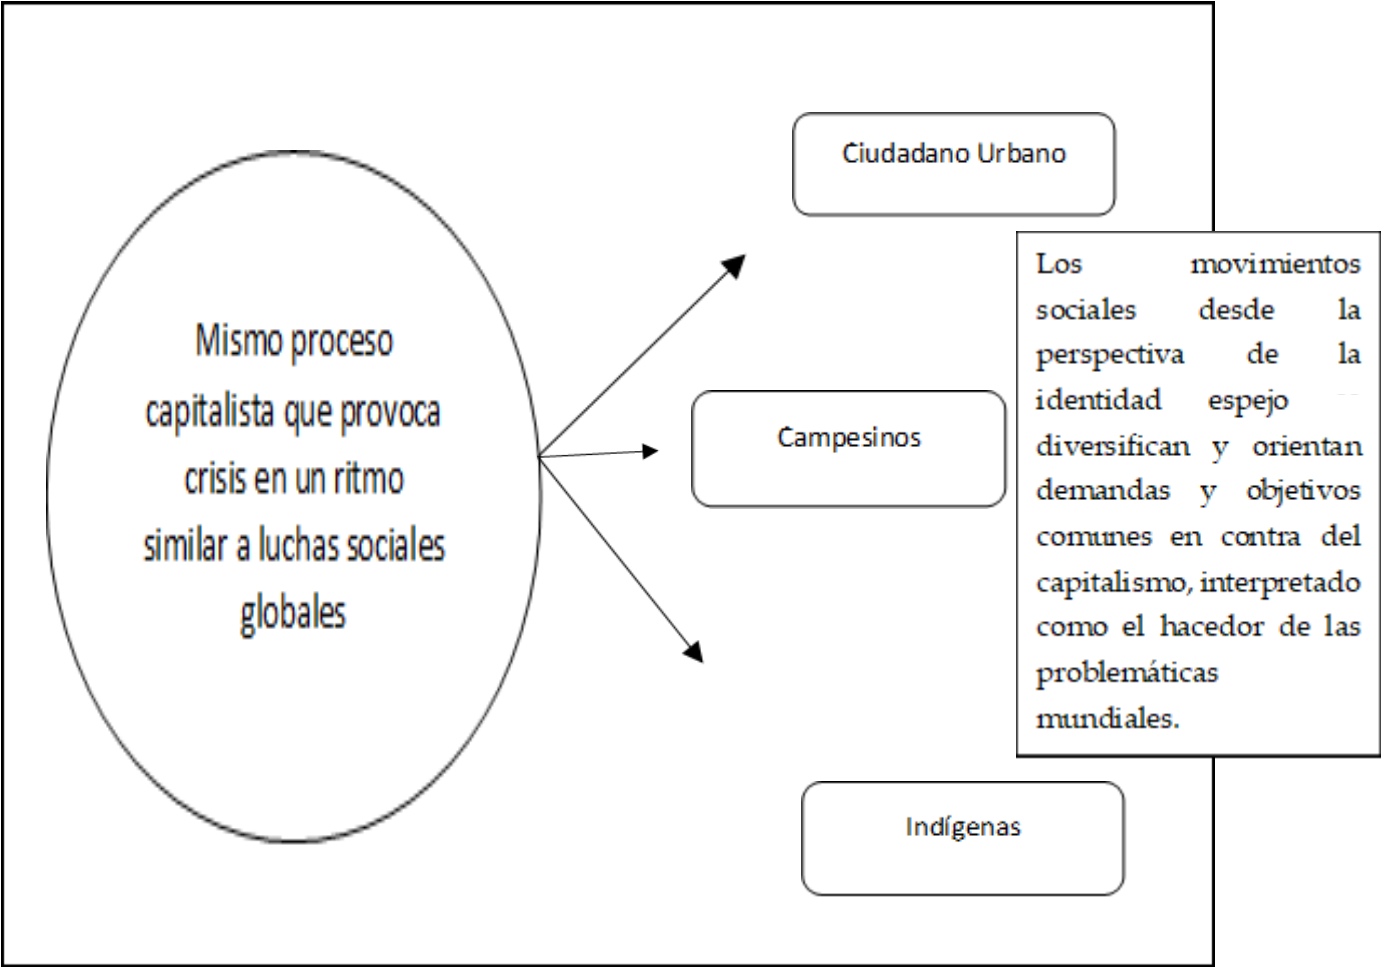 Mismo proceso
capitalista que provoca
crisis en un ritmo
similar a luchas sociales
globales
Ciudadano Urbano
Campesinos
Indígenas
Los movimientos
sociales desde la
perspectiva de la
identidad espejo
diversifican y orientan
demandas y objetivos
comunes en contra del
capitalismo, interpretado
como el hacedor de las
problemáticas
mundiales.